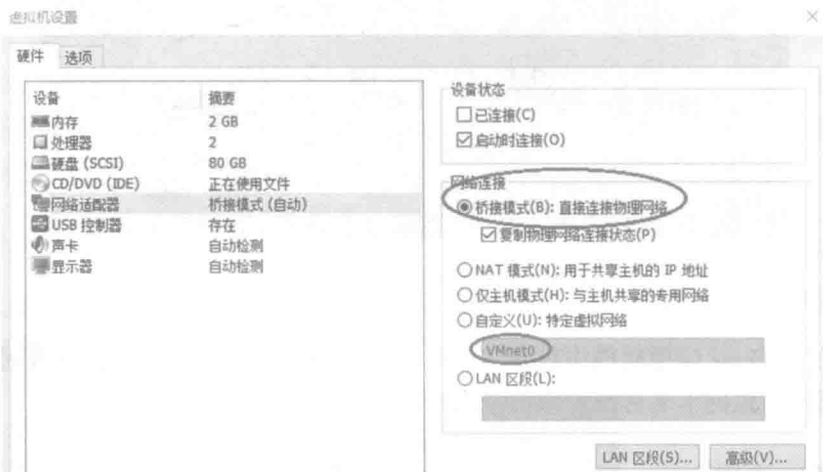 虚拟机设置
硬件 选项
设备 摘要
内存 2 GB
处理器 2
硬盘 (SCSI) 80 GB
CD/DVD (IDE) 正在使用文件
网络适配器 桥接模式 (自动)
USB 控制器 存在
声卡 自动检测
显示器 自动检测
设备状态
已连接(C)
启动时连接(O)
网络连接
桥接模式(B): 直接连接物理网络
复制物理网络连接状态(P)
NAT 模式(N): 用于共享主机的 IP 地址
仅主机模式(H): 与主机共享的专用网络
自定义(U): 特定虚拟网络
VMnet0
LAN 区段(L):
LAN 区段(S)... 高级(V)...